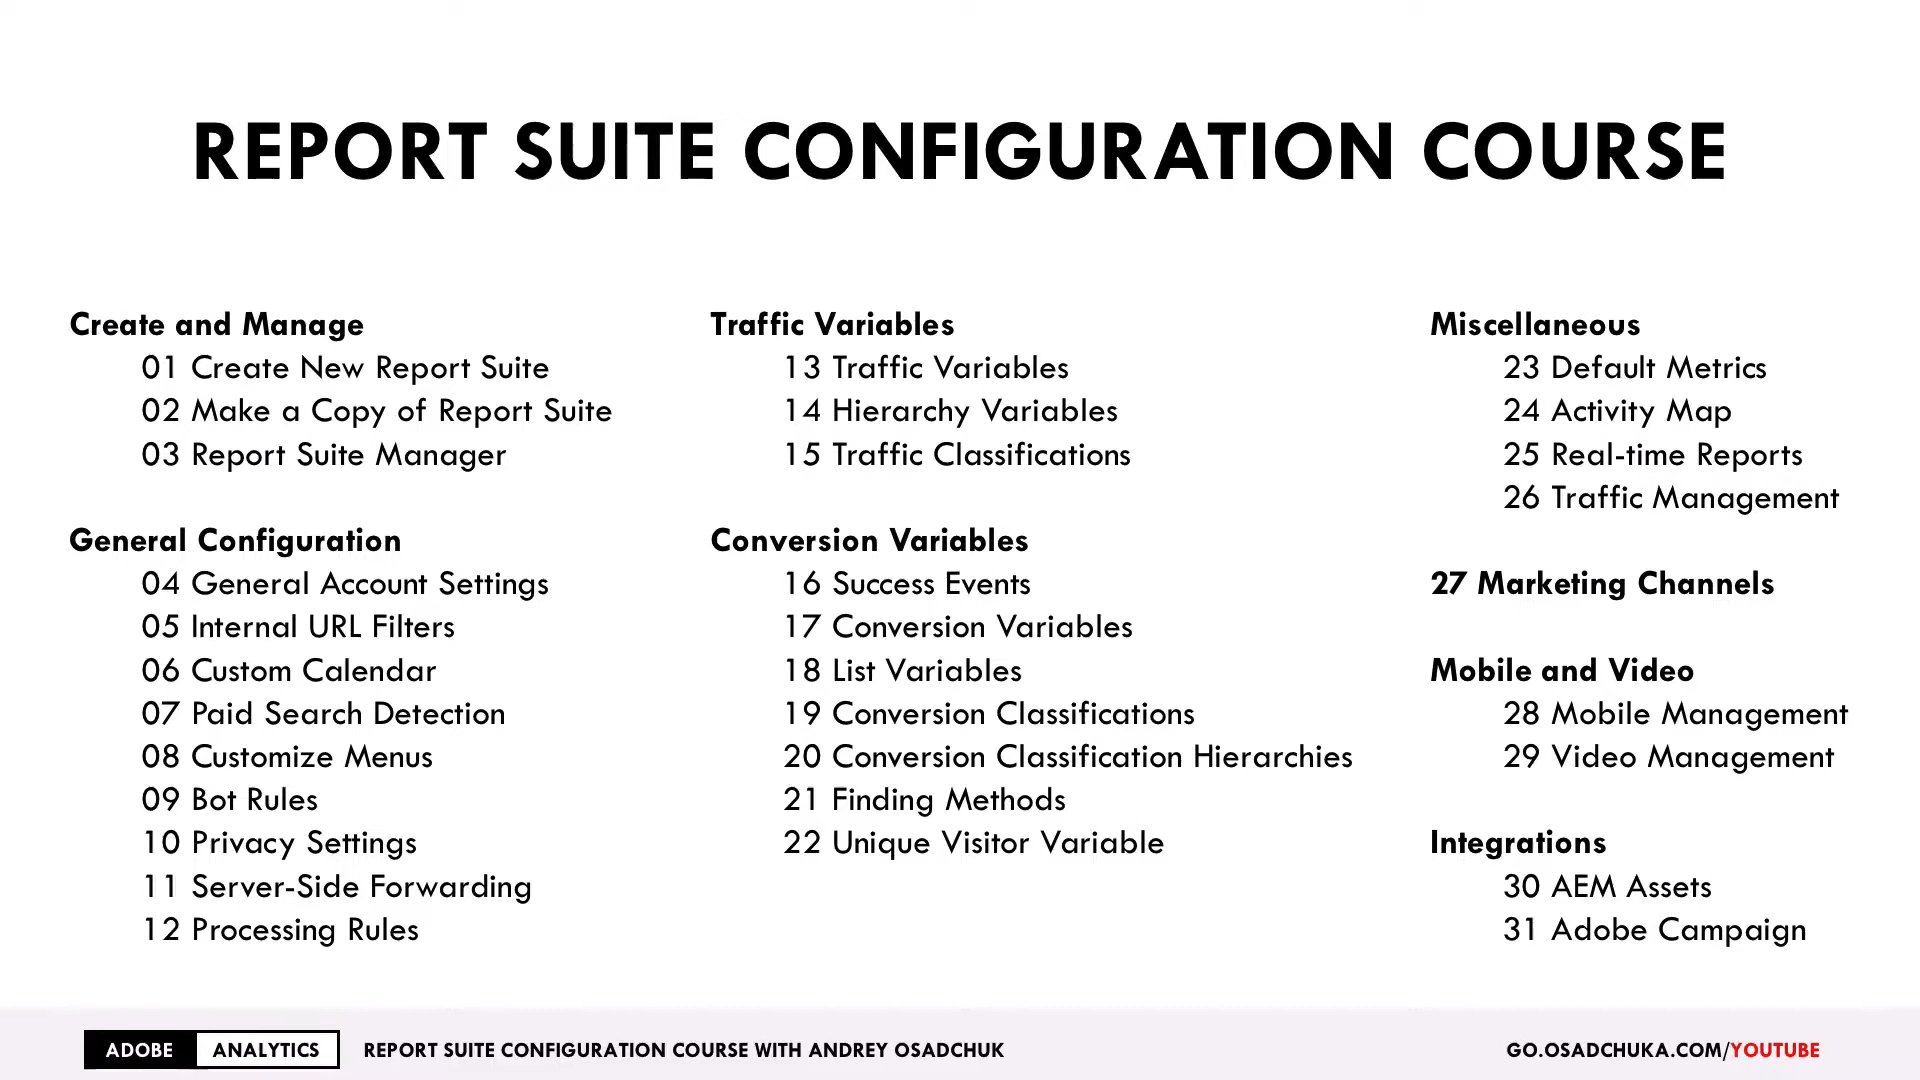 REPORT SUITE CONFIGURATION COURSE
Create and Manage
01 Create New Report Suite
02 Make a Copy of Report Suite
03 Report Suite Manager
General Configuration
04 General Account Settings
05 Internal URL Filters
06 Custom Calendar
07 Paid Search Detection
08 Customize Menus
09 Bot Rules
10 Privacy Settings
11 Server-Side Forwarding
12 Processing Rules
Traffic Variables
13 Traffic Variables
14 Hierarchy Variables
15 Traffic Classifications
Conversion Variables
16 Success Events
17 Conversion Variables
18 List Variables
19 Conversion Classifications
20 Conversion Classification Hierarchies
21 Finding Methods
22 Unique Visitor Variable
Miscellaneous
23 Default Metrics
24 Activity Map
25 Real-time Reports
26 Traffic Management
27 Marketing Channels
Mobile and Video
28 Mobile Management
29 Video Management
Integrations
30 AEM Assets
31 Adobe Campaign
ADOBE ANALYTICS REPORT SUITE CONFIGURATION COURSE WITH ANDREY OSADCHUK GO.OSADCHUKA.COM/YOUTUBE